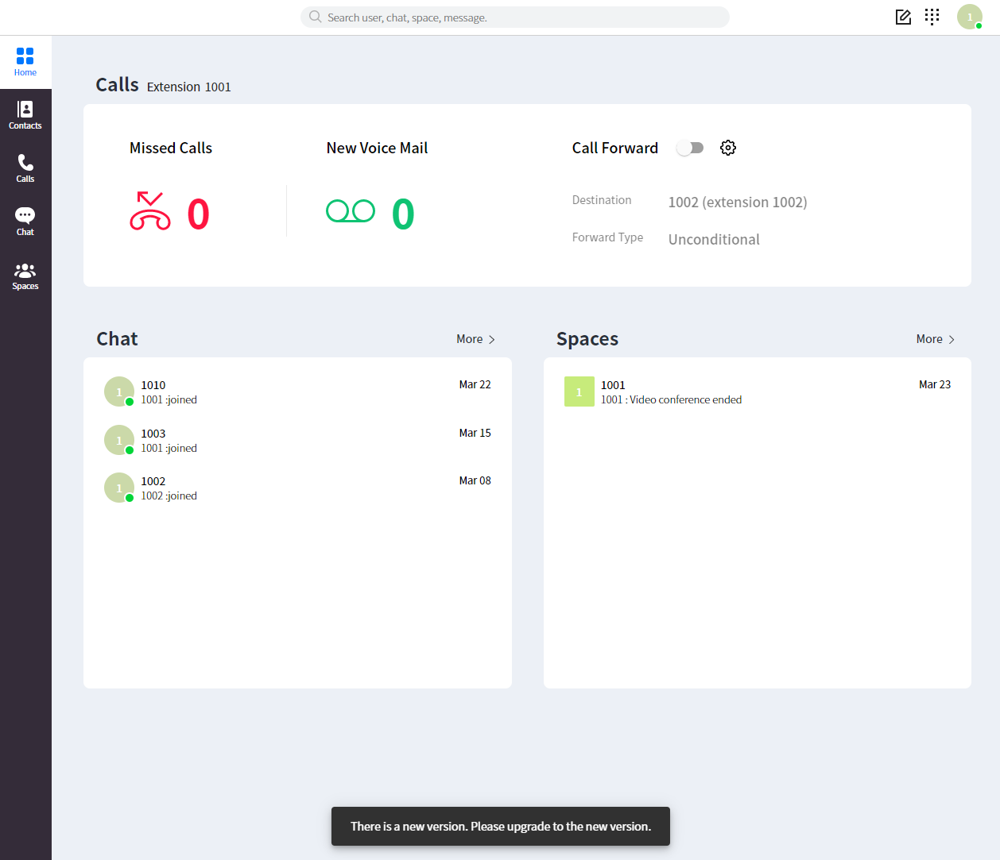 Search user, chat, space, message.
1
Home
Contacts
Calls
Chat
Spaces
Calls Extension 1001
Missed Calls
0
New Voice Mail
0
Call Forward
Destination 1002 (extension 1002)
Forward Type Unconditional
Chat More
1
1010 Mar 22
1001 :joined
1
1003 Mar 15
1001 :joined
1
1002 Mar 08
1002 :joined
Spaces More
1
1001 Mar 23
1001 : Video conference ended
There is a new version. Please upgrade to the new version.